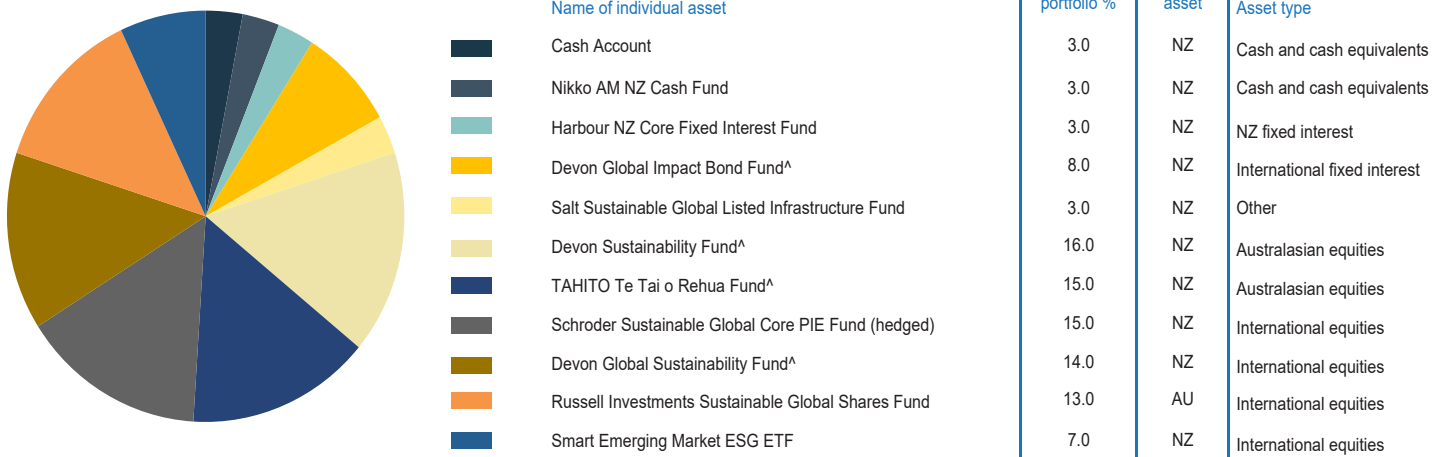 Name of individual asset portfolio % asset Asset type
Cash Account 3.0 NZ Cash and cash equivalents
Nikko AM NZ Cash Fund 3.0 NZ Cash and cash equivalents
Harbour NZ Core Fixed Interest Fund 3.0 NZ NZ fixed interest
Devon Global Impact Bond Fund^ 8.0 NZ International fixed interest
Salt Sustainable Global Listed Infrastructure Fund 3.0 NZ Other
Devon Sustainability Fund^ 16.0 NZ Australasian equities
TAHITO Te Tai o Rehua Fund^ 15.0 NZ Australasian equities
Schroder Sustainable Global Core PIE Fund (hedged) 15.0 NZ International equities
Devon Global Sustainability Fund^ 14.0 NZ International equities
Russell Investments Sustainable Global Shares Fund 13.0 AU International equities
Smart Emerging Market ESG ETF 7.0 NZ International equities